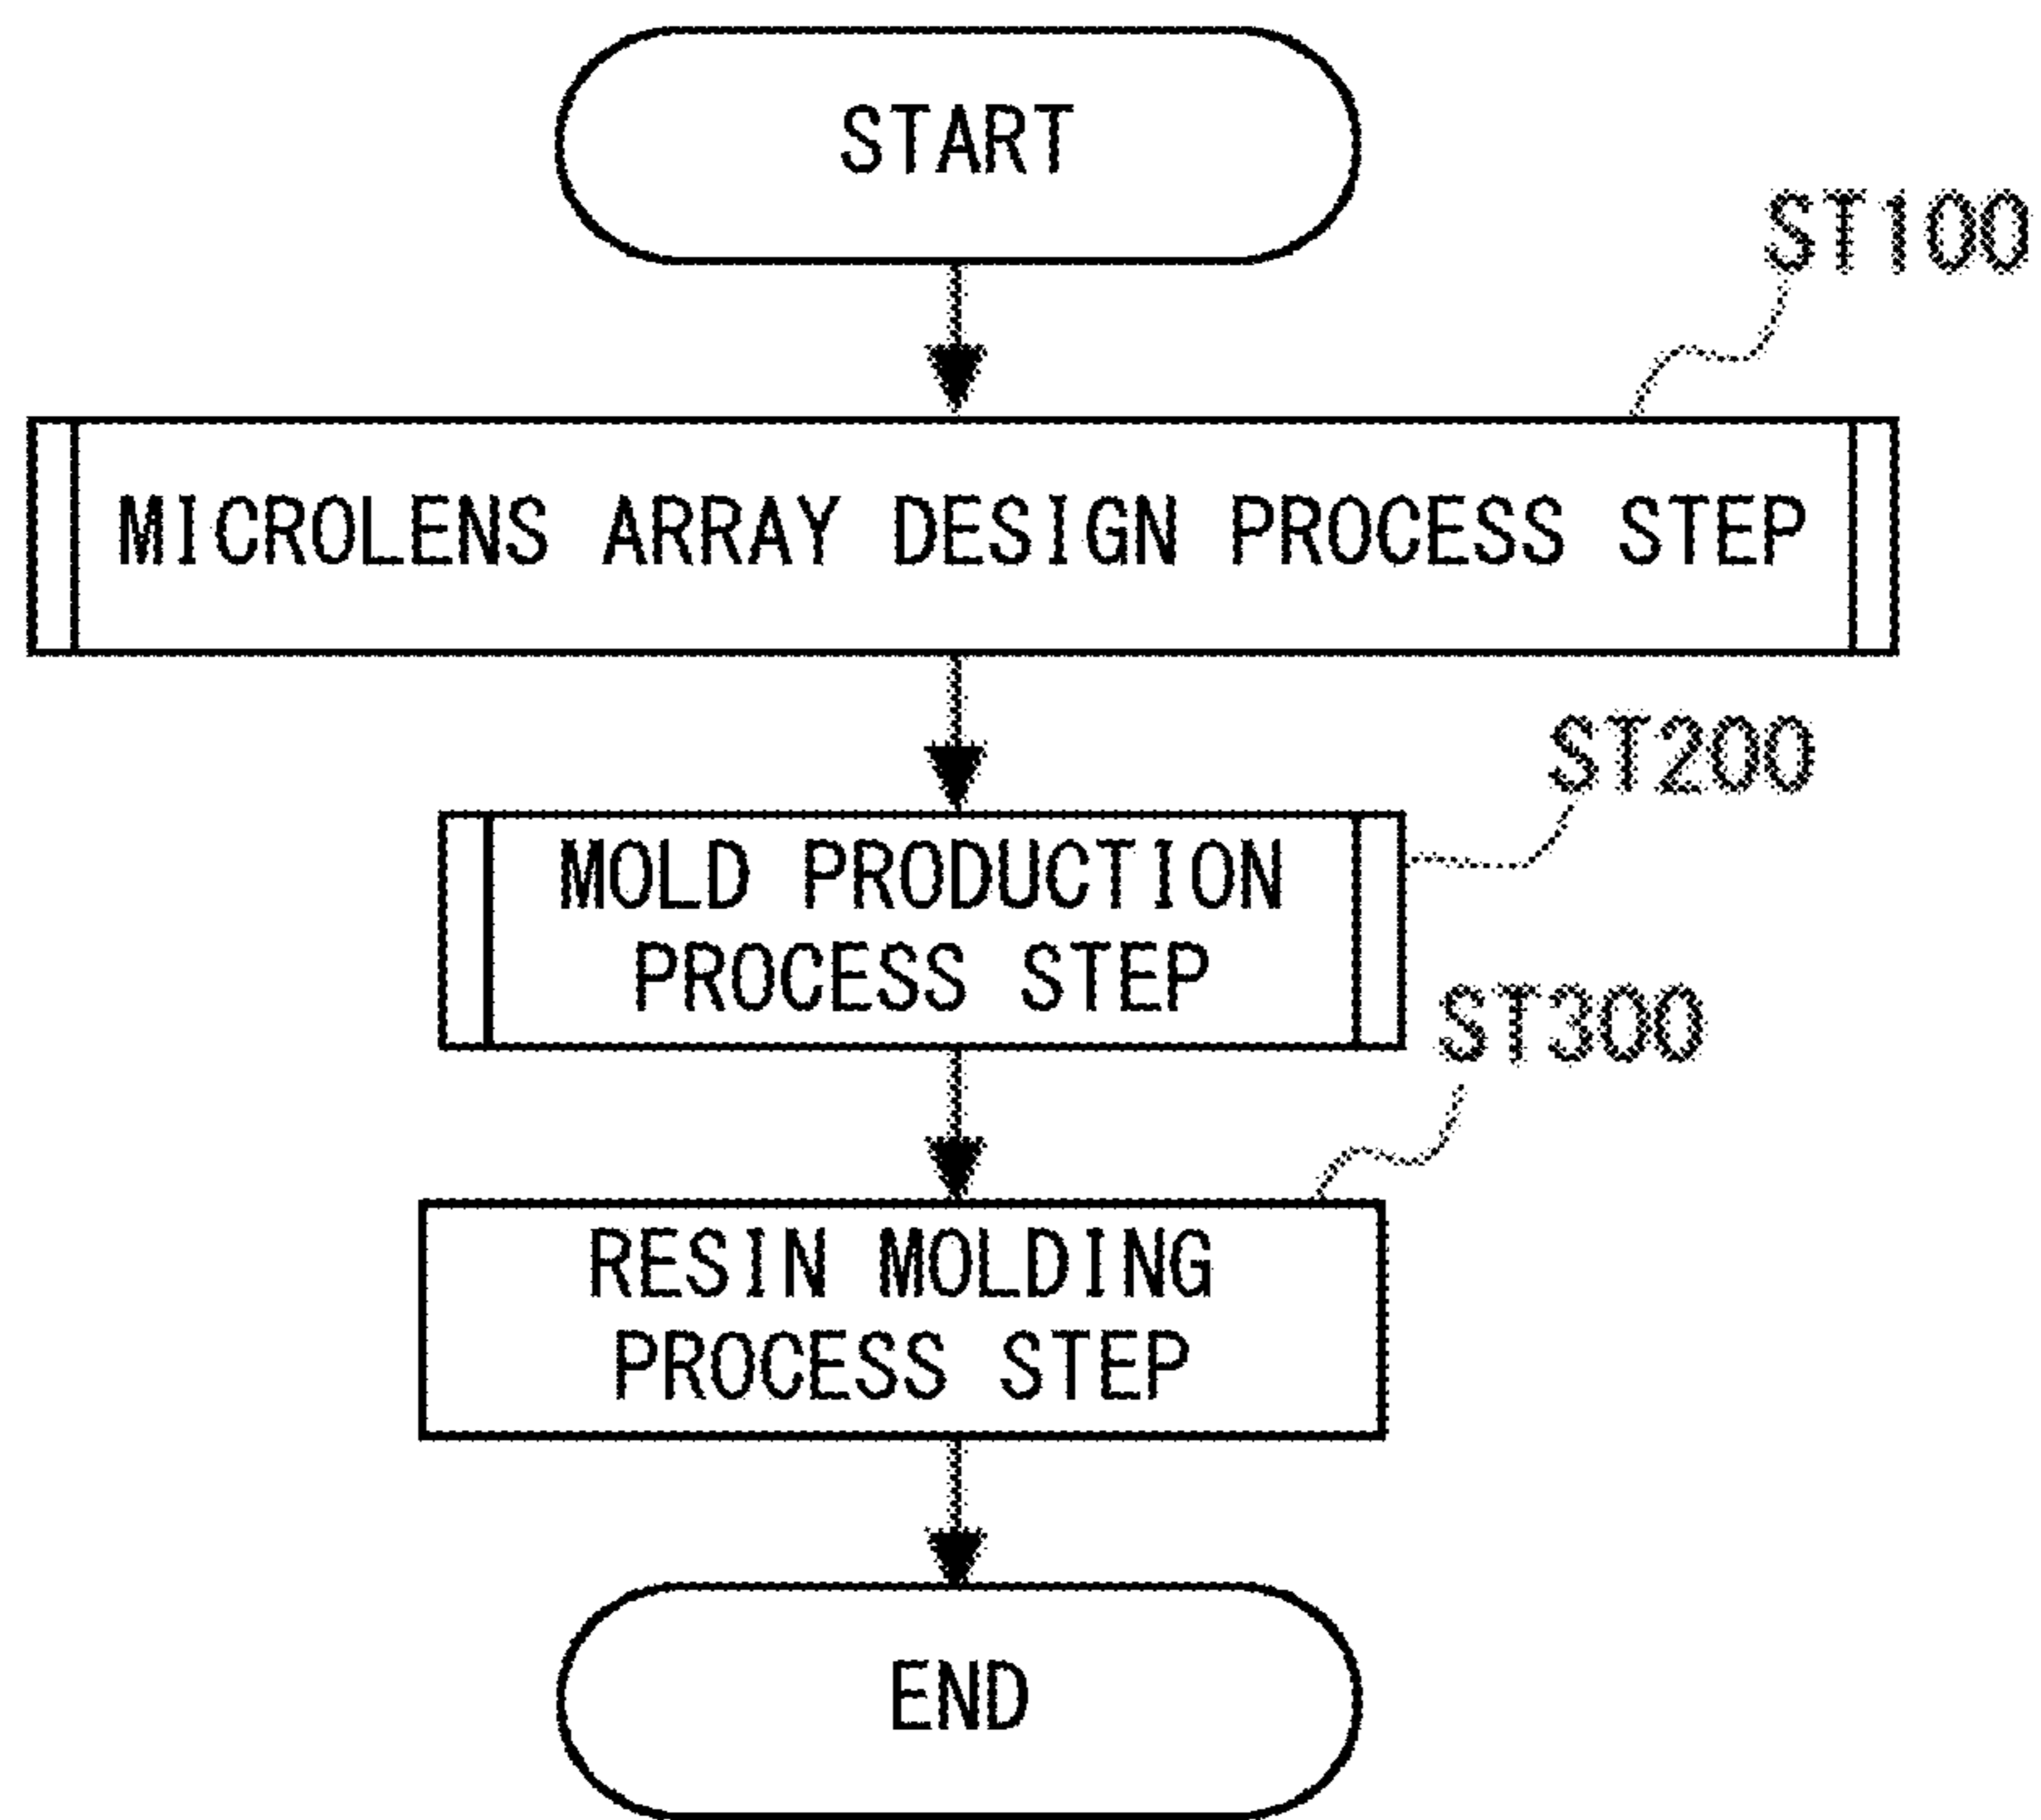 START
ST100
MICROLENS ARRAY DESIGN PROCESS STEP
ST200
MOLD PRODUCTION
PROCESS STEP
ST300
RESIN MOLDING
PROCESS STEP
END